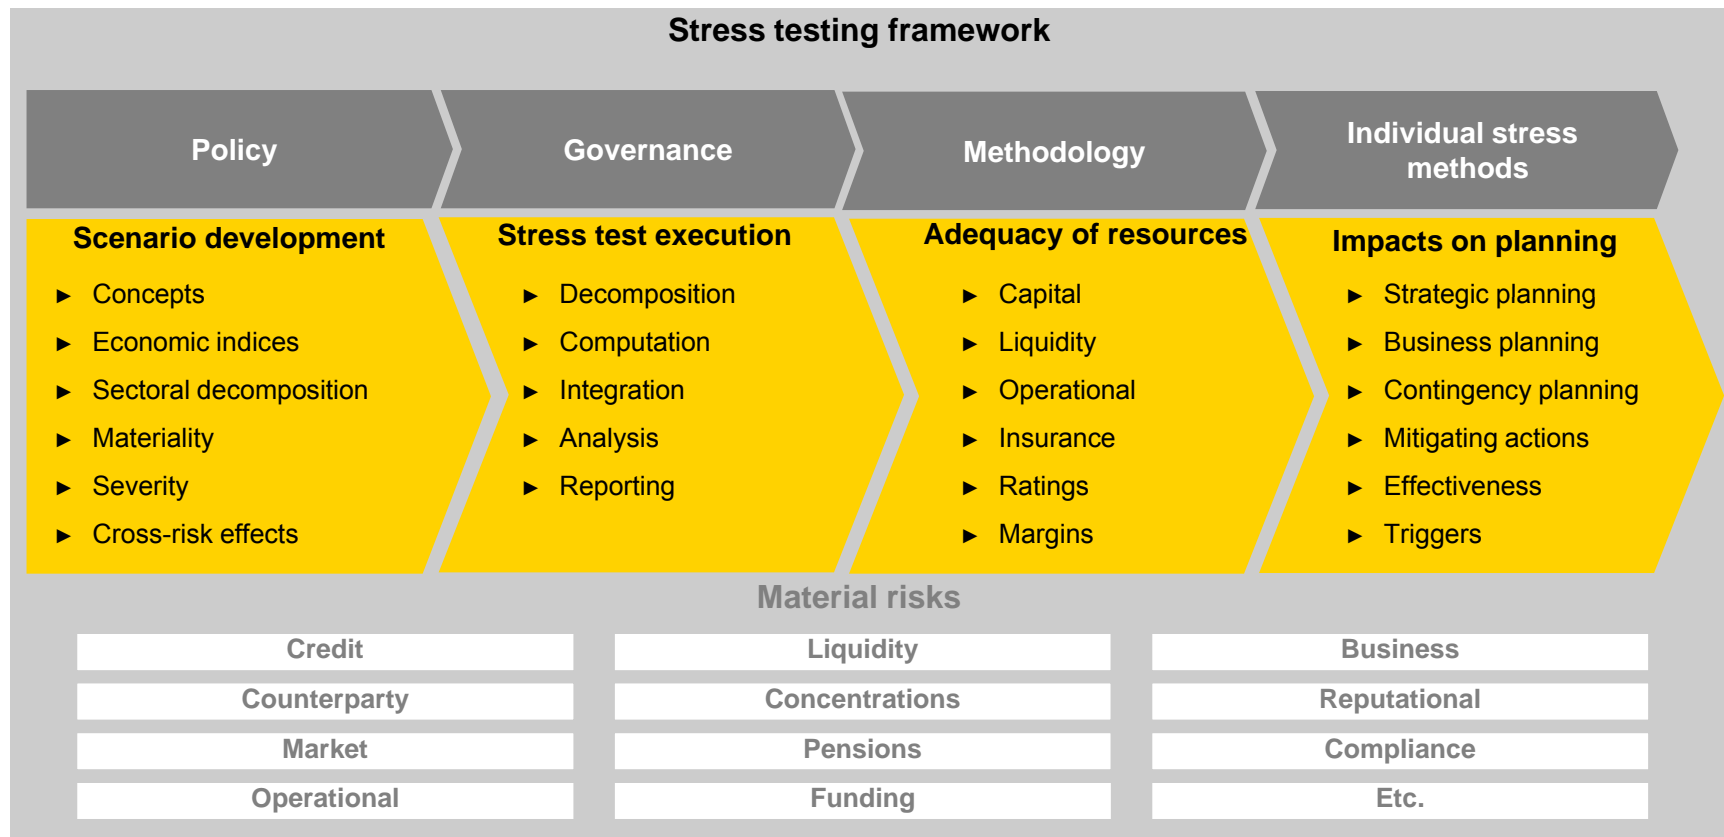 Stress testing framework
Policy
Governance
Methodology
Individual stress
methods
Scenario development
► Concepts
► Economic indices
► Sectoral decomposition
► Materiality
► Severity
► Cross-risk effects
Stress test execution
► Decomposition
► Computation
► Integration
► Analysis
► Reporting
Adequacy of resources
► Capital
► Liquidity
► Operational
► Insurance
► Ratings
► Margins
Impacts on planning
► Strategic planning
► Business planning
► Contingency planning
► Mitigating actions
► Effectiveness
► Triggers
Material risks
Credit
Liquidity
Business
Counterparty
Concentrations
Reputational
Market
Pensions
Compliance
Operational
Funding
Etc.